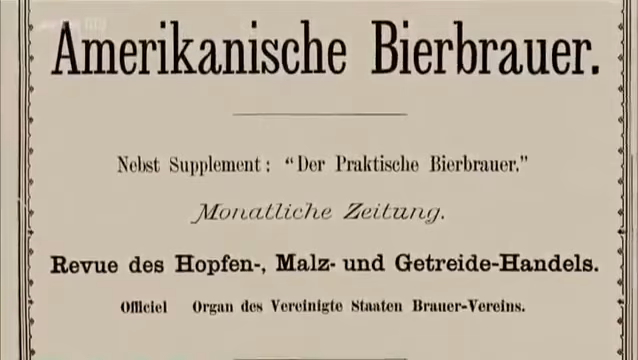 Amerikanische Bierbrauer.
Nebst Supplement: “Der Praktische Bierbrauer.”
Monatliche Zeitung.
Revue des Hopfen-, Malz- und Getreide-Handels.
Officiel Organ des Vereinigte Staaten Brauer-Vereins.